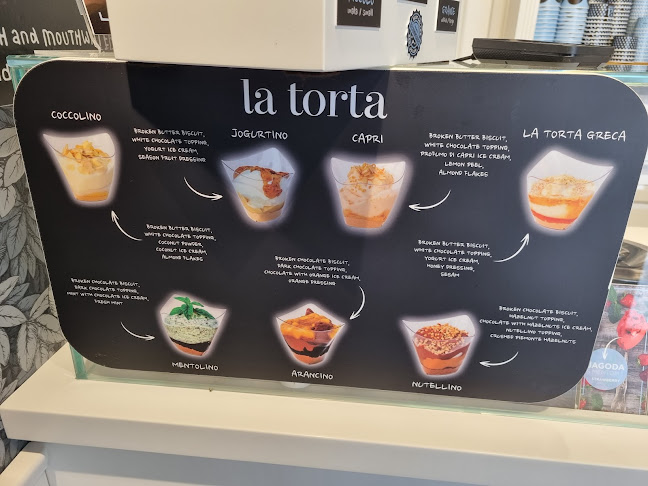 H and MOUTHW
la torta
COCCOLINO
BROKEN BUTTER BISCUIT,
WHITE CHOCOLATE TOPPING,
YOGURT ICE CREAM,
SEASON FRUIT DRESSING
JOGURTINO
CAPRI
BROKEN BUTTER BISCUIT,
WHITE CHOCOLATE TOPPING,
PROFUMO DI CAPRI ICE CREAM,
LEMON PEEL,
ALMOND FLAKES
LA TORTA GRECA
BROKEN BUTTER BISCUIT,
WHITE CHOCOLATE TOPPING,
COCONUT POWDER,
COCONUT ICE CREAM,
ALMOND FLAKES
BROKEN CHOCOLATE BISCUIT,
DARK CHOCOLATE TOPPING,
CHOCOLATE WITH ORANGE ICE CREAM,
ORANGE DRESSING
BROKEN BUTTER BISCUIT,
WHITE CHOCOLATE TOPPING,
YOGURT ICE CREAM,
HONEY DRESSING,
SESAM
BROKEN CHOCOLATE BISCUIT,
DARK CHOCOLATE TOPPING,
MINT WITH CHOCOLATE ICE CREAM,
FRESH MINT
BROKEN CHOCOLATE BISCUIT,
HAZELNUT TOPPING,
CHOCOLATE WITH HAZELNUTS ICE CREAM,
NUTELLINO TOPPING,
CRUSHED PIEMONTE HAZELNUTS
MENTOLINO
ARANCINO
NUTELLINO
JAGODA